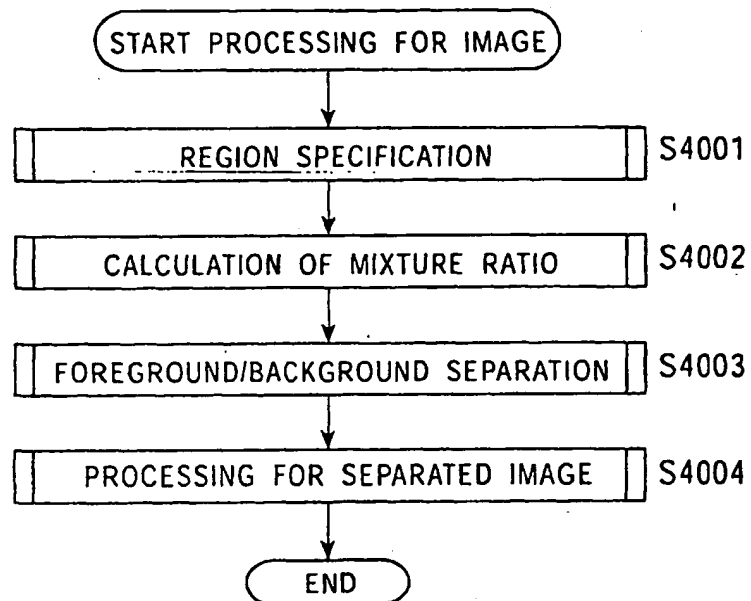 START PROCESSING FOR IMAGE
REGION SPECIFICATION S4001
CALCULATION OF MIXTURE RATIO S4002
FOREGROUND/BACKGROUND SEPARATION S4003
PROCESSING FOR SEPARATED IMAGE S4004
END